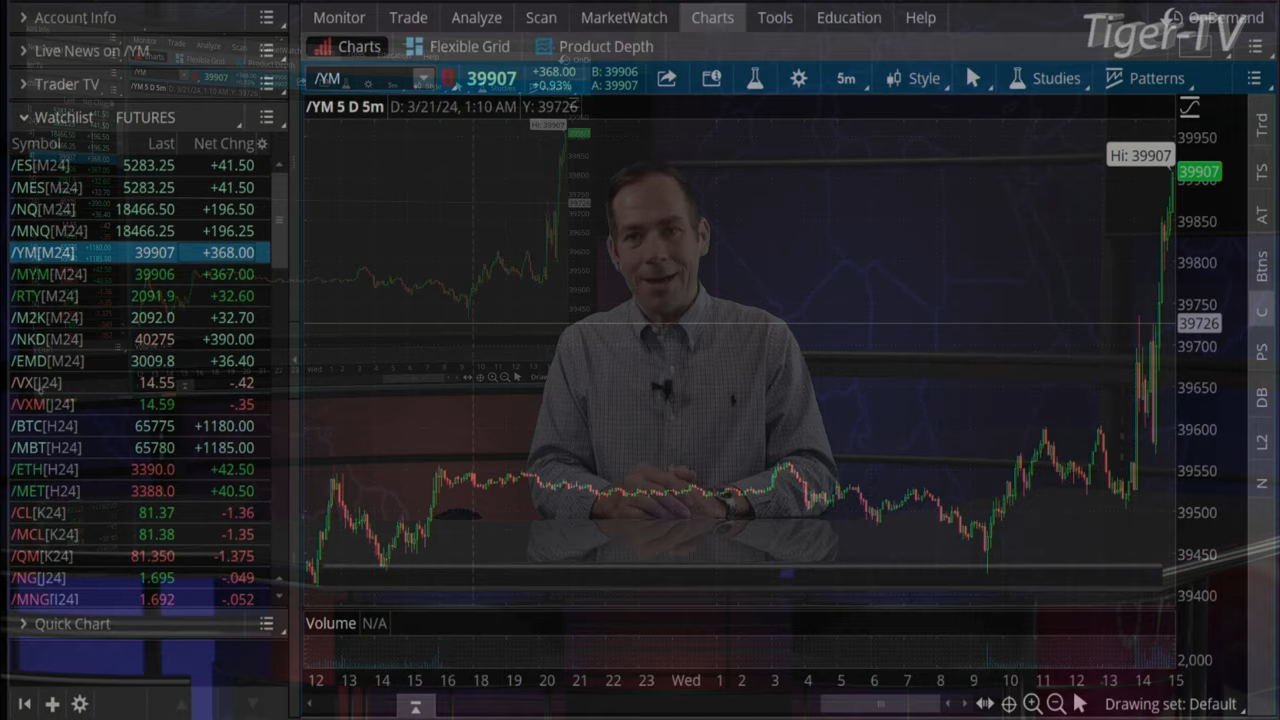 Account Info
Monitor Trade Analyze Scan MarketWatch Charts Tools Education Help OnDemand
Tiger-TV
Live News on /YM
Charts Flexible Grid Product Depth
Trader TV
/YM 39907 +368.00 +0.93% B: 39906 A: 39907 5m Style Studies Patterns
Watchlist FUTURES
/YM 5 D 5m D: 3/21/24, 1:10 AM Y: 39726
Symbol Last Net Chng
/ES[M24] 5283.25 +41.50
/MES[M24] 5283.25 +41.50
/NQ[M24] 18466.50 +196.50
/MNQ[M24] 18466.25 +196.25
/YM[M24] 39907 +368.00
/MYM[M24] 39906 +367.00
/RTY[M24] 2091.9 +32.60
/M2K[M24] 2092.0 +32.70
/NKD[M24] 40275 +390.00
/EMD[M24] 3009.8 +36.40
/VX[J24] 14.55 -.42
/VXM[J24] 14.59 -.35
/BTC[H24] 65775 +1180.00
/MBT[H24] 65780 +1185.00
/ETH[H24] 3390.0 +42.50
/MET[H24] 3388.0 +40.50
/CL[K24] 81.37 -1.36
/MCL[K24] 81.38 -1.35
/QM[K24] 81.350 -1.375
/NG[J24] 1.695 -.049
/MNG[J24] 1.692 -.052
Quick Chart
Hi: 39907
39950
39907
39900
39850
39800
39750
39726
39700
39650
39600
39550
39500
39450
39400
Trd
TS
AT
Btns
C
PS
DB
L2
N
Volume N/A
2,000
12 13 14 15 16 17 18 19 20 21 22 23 Wed 1 2 3 4 5 6 7 8 9 10 11 12 13 14 15
Drawing set: Default